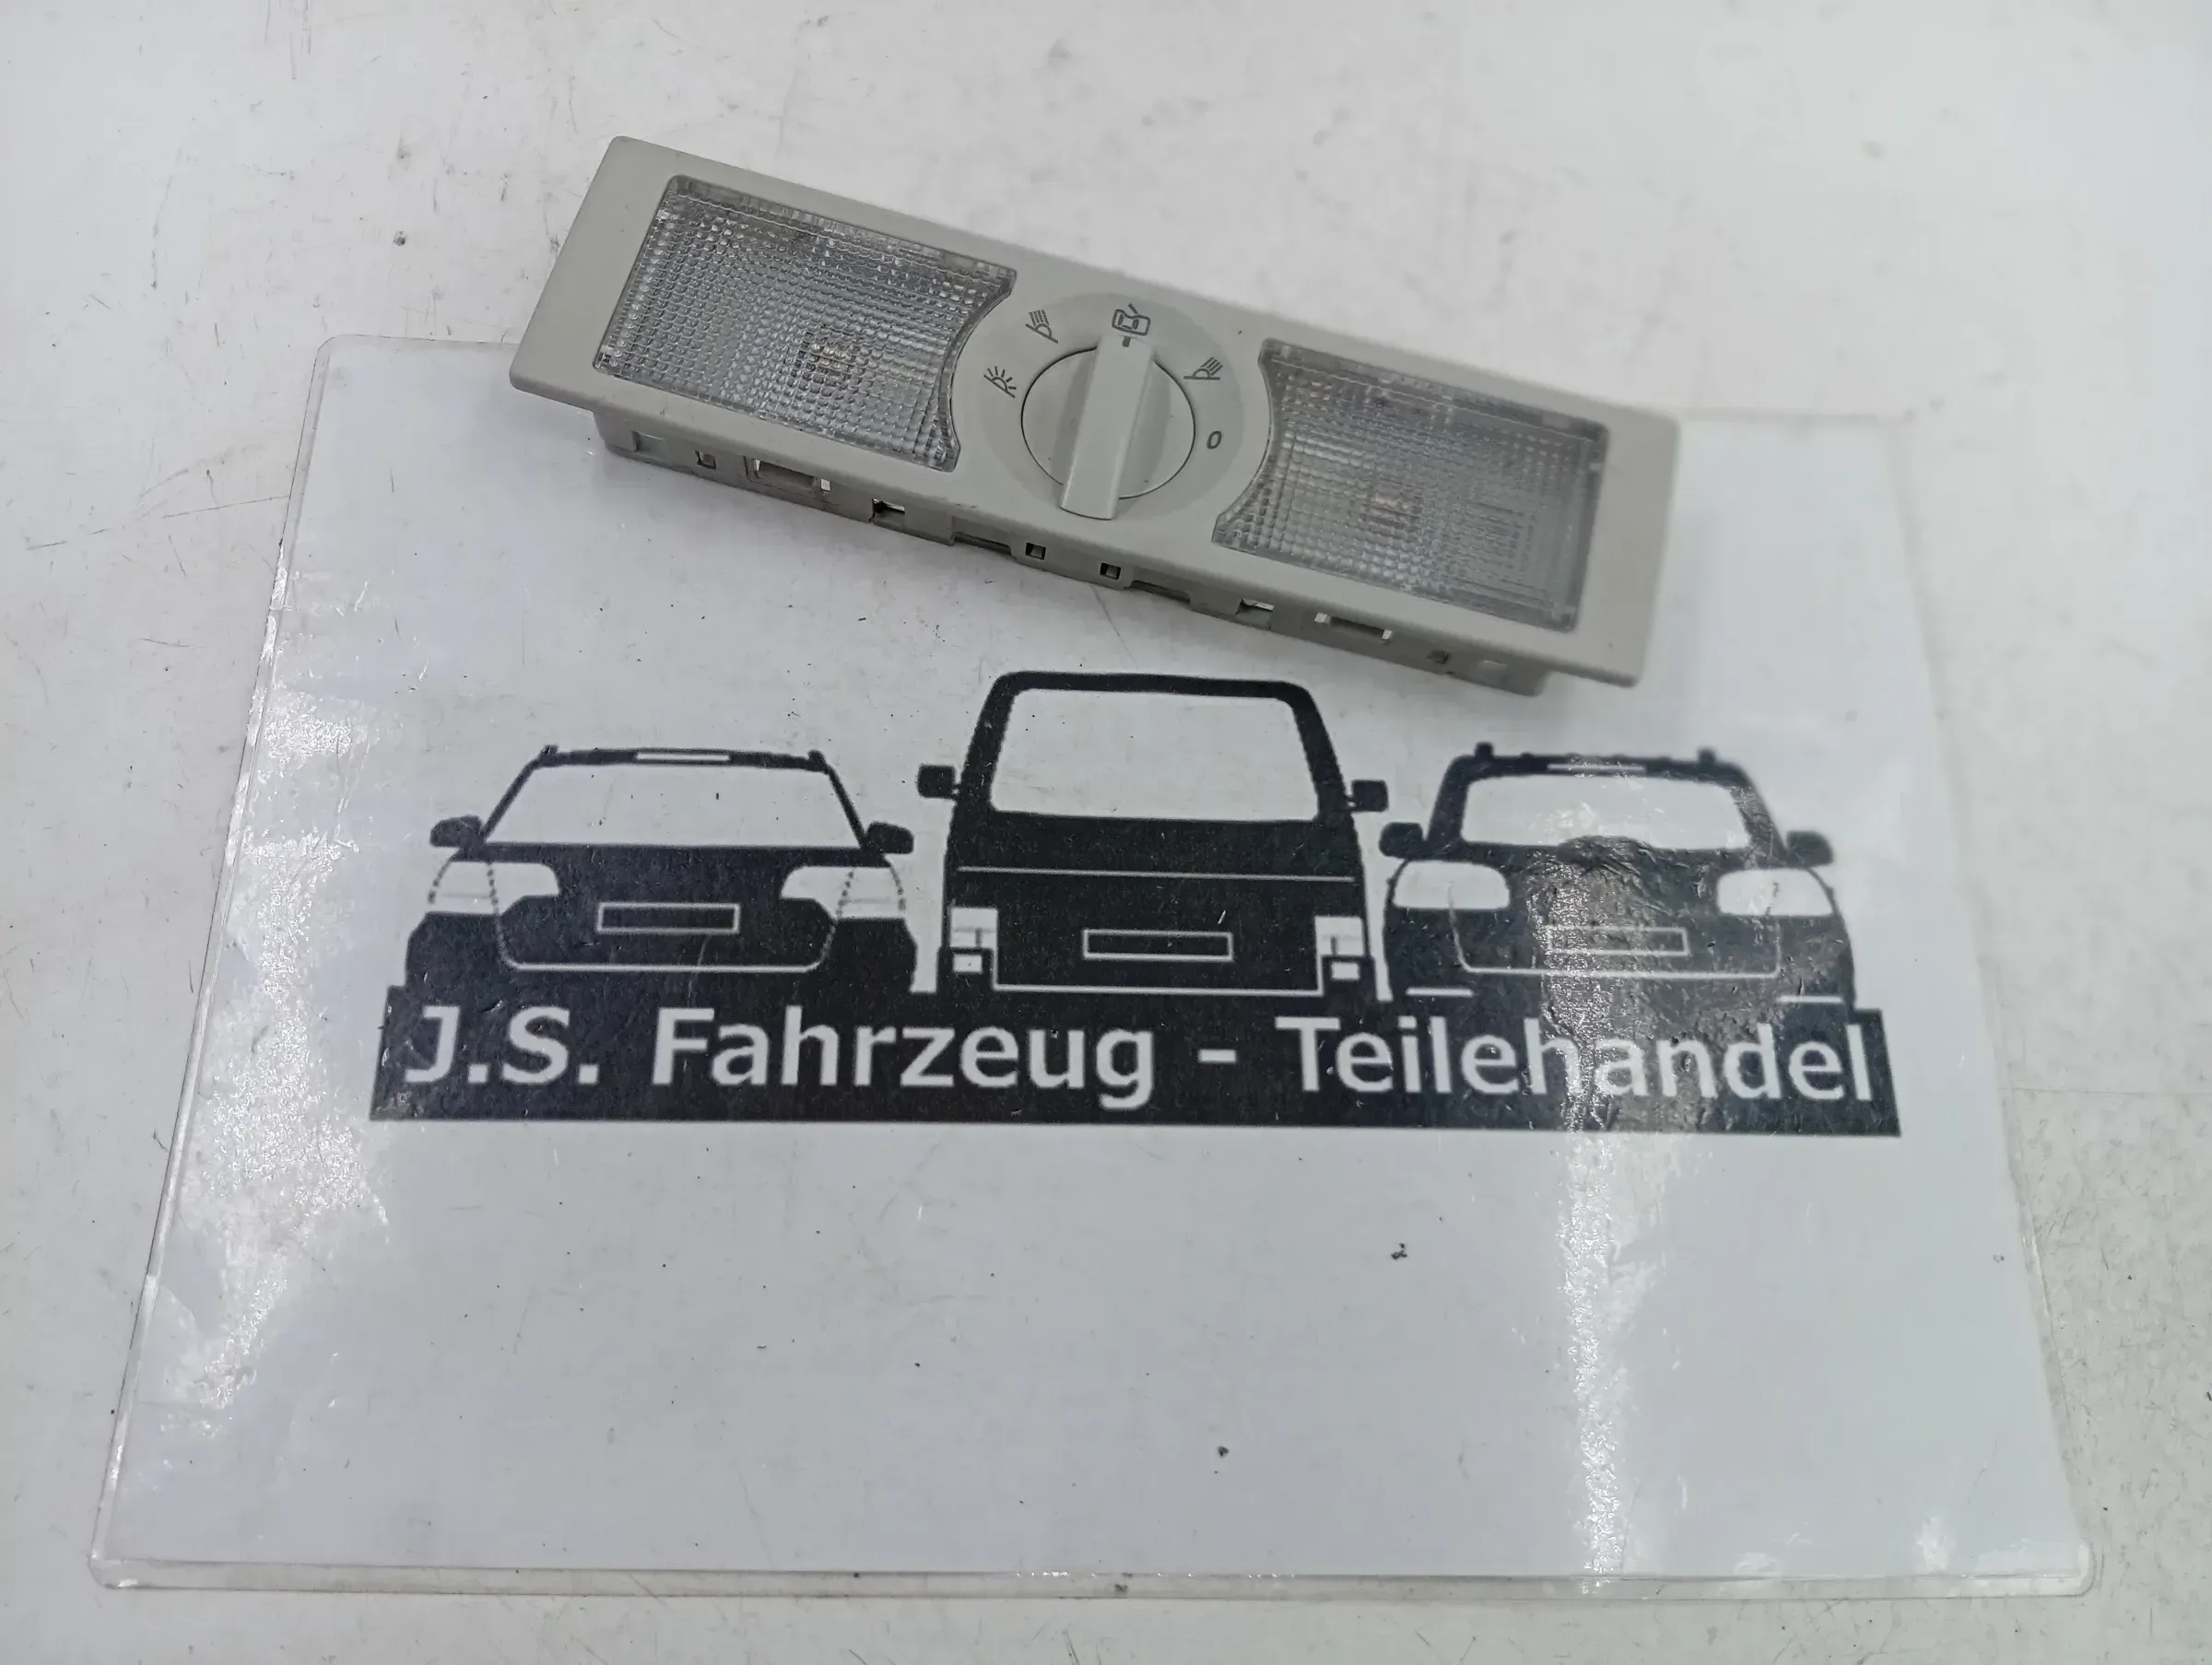 0
J.S. Fahrzeug - Teilehandel